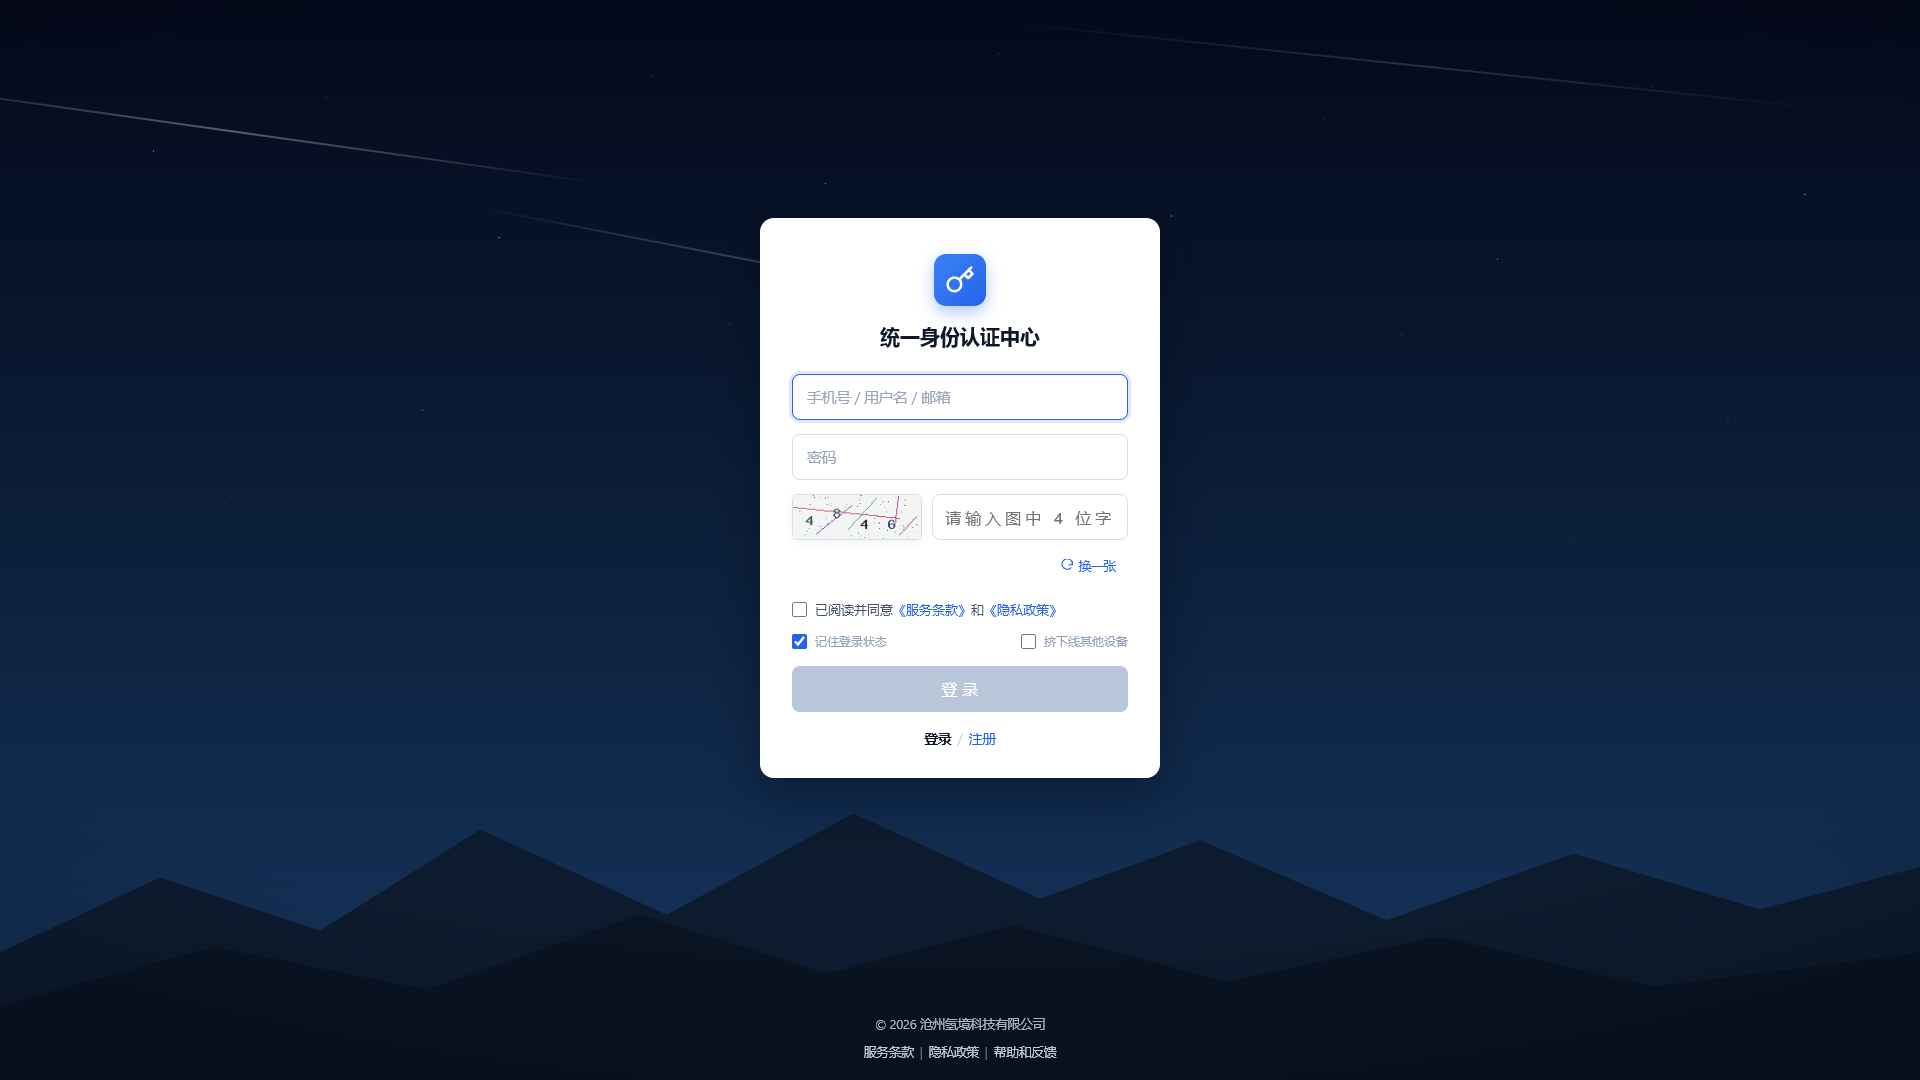 统一身份认证中心
手机号 / 用户名 / 邮箱
密码
4 8 4 6
请输入图中 4 位字
换一张
已阅读并同意《服务条款》和《隐私政策》
记住登录状态
挤下线其他设备
登 录
登录 / 注册
© 2026 沧州氢境科技有限公司
服务条款 | 隐私政策 | 帮助和反馈